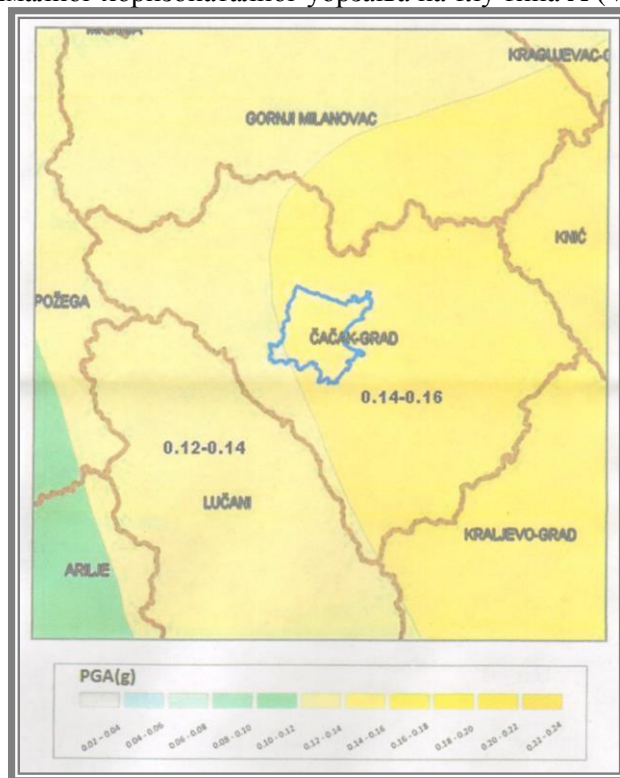 KRAGUJEVAC-G
GORNJI MILANOVAC
KNIĆ
POŽEGA
ČAČAK-GRAD
0.14-0.16
0.12-0.14
LUČANI
KRALJEVO-GRAD
ARILJE
PGA(g)
0.02 - 0.04 0.04 - 0.06 0.06 - 0.08 0.08 - 0.10 0.10 - 0.12 0.12 - 0.14 0.14 - 0.16 0.16 - 0.18 0.18 - 0.20 0.20 - 0.22 0.22 - 0.24